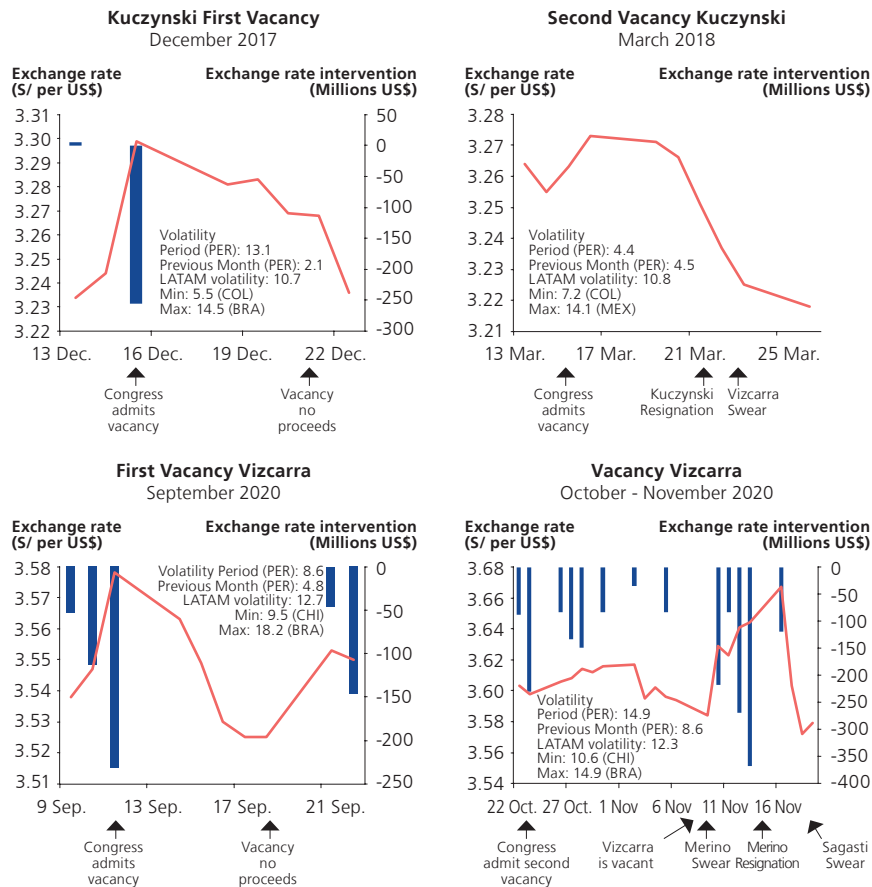 Kuczynski First Vacancy
December 2017
Exchange rate
(S/ per US$)
Exchange rate intervention
(Millions US$)
3.31
3.30
3.29
3.28
3.27
3.25
3.24
3.23
3.22
50
0
-50
-100
-150
-200
-250
-300
Volatility
Period (PER): 13.1
Previous Month (PER): 2.1
LATAM volatility: 10.7
Min: 5.5 (COL)
Max: 14.5 (BRA)
13 Dec.
16 Dec.
19 Dec.
22 Dec.
Congress
admits
vacancy
Vacancy
no
proceeds
Second Vacancy Kuczynski
March 2018
Exchange rate
(S/ per US$)
Exchange rate intervention
(Millions US$)
3.28
3.27
3.26
3.24
3.23
3.22
3.21
Volatility
Period (PER): 4.4
Previous Month (PER): 4.5
LATAM volatility: 10.8
Min: 7.2 (COL)
Max: 14.1 (MEX)
13 Mar.
17 Mar.
21 Mar.
25 Mar.
Congress
admits
vacancy
Kuczynski
Resignation
Vizcarra
Swear
First Vacancy Vizcarra
September 2020
Exchange rate
(S/ per US$)
Exchange rate intervention
(Millions US$)
3.58
3.57
3.56
3.55
3.53
3.52
3.51
0
-50
-100
-150
-200
-250
Volatility Period (PER): 8.6
Previous Month (PER): 4.8
LATAM volatility: 12.7
Min: 9.5 (CHI)
Max: 18.2 (BRA)
9 Sep.
13 Sep.
17 Sep.
21 Sep.
Congress
admits
vacancy
Vacancy
no
proceeds
Vacancy Vizcarra
October - November 2020
Exchange rate
(S/ per US$)
Exchange rate intervention
(Millions US$)
3.68
3.66
3.64
3.62
3.60
3.58
3.56
3.54
0
-50
-100
-150
-200
-250
-300
-350
-400
Volatility
Period (PER): 14.9
Previous Month (PER): 8.6
LATAM volatility: 12.3
Min: 10.6 (CHI)
Max: 14.9 (BRA)
22 Oct.
27 Oct.
1 Nov
6 Nov
11 Nov
16 Nov
Congress
admit second
vacancy
Vizcarra
is vacant
Merino
Swear
Merino
Resignation
Sagasti
Swear